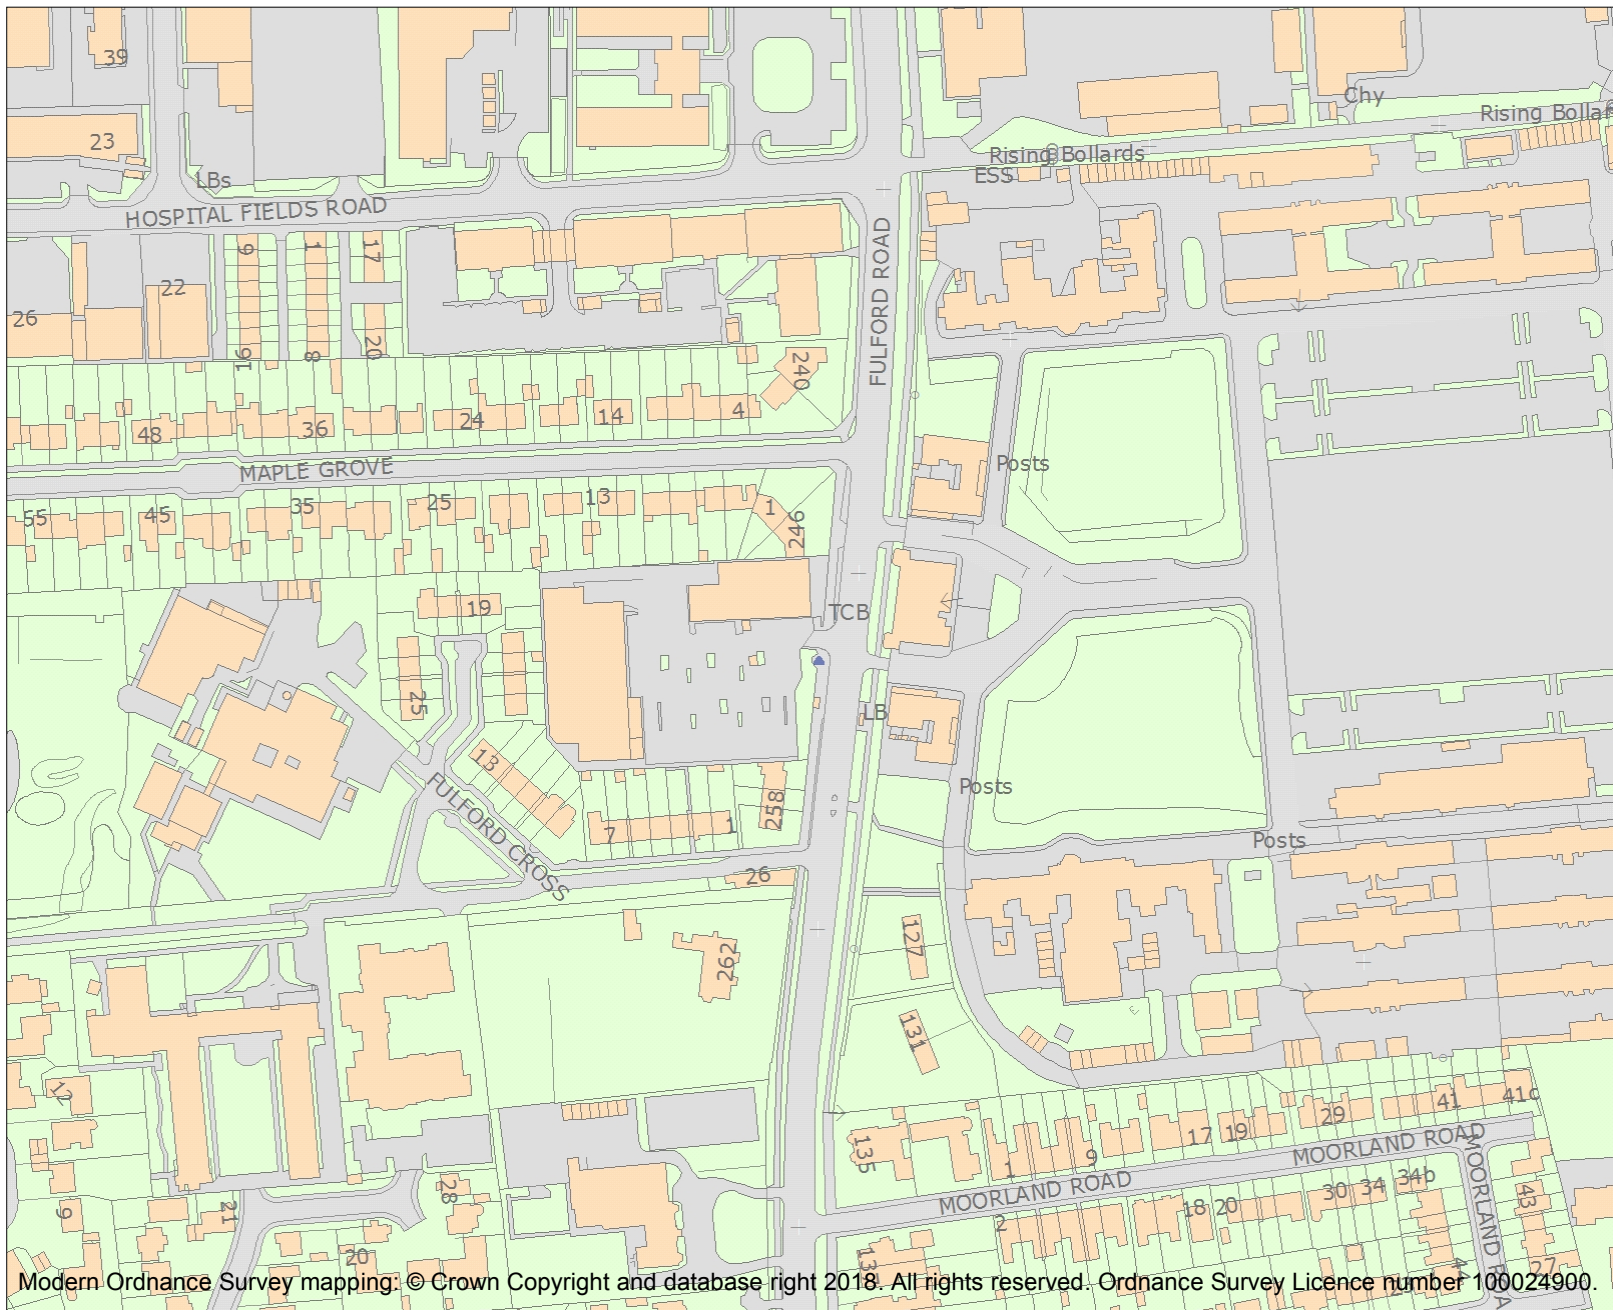 39
Chy
Rising Bollar
23
Rising Bollards
ESS
LBs
HOSPITAL FIELDS ROAD
9
1
17
FULFORD ROAD
22
26
16
8
20
240
4
14
24
36
48
MAPLE GROVE
Posts
55
45
35
25
13
1
246
19
TCB
25
LB
13
Posts
FULFORD CROSS
258
7
1
Posts
26
127
262
131
12
41c
41
29
17
19
MOORLAND ROAD
135
1
9
MOORLAND ROAD
MOORLAND ROA
34b
34
30
20
18
2
43
28
21
9
20
137
44
27
Modern Ordnance Survey mapping: © Crown Copyright and database right 2018. All rights reserved. Ordnance Survey Licence number 100024900.